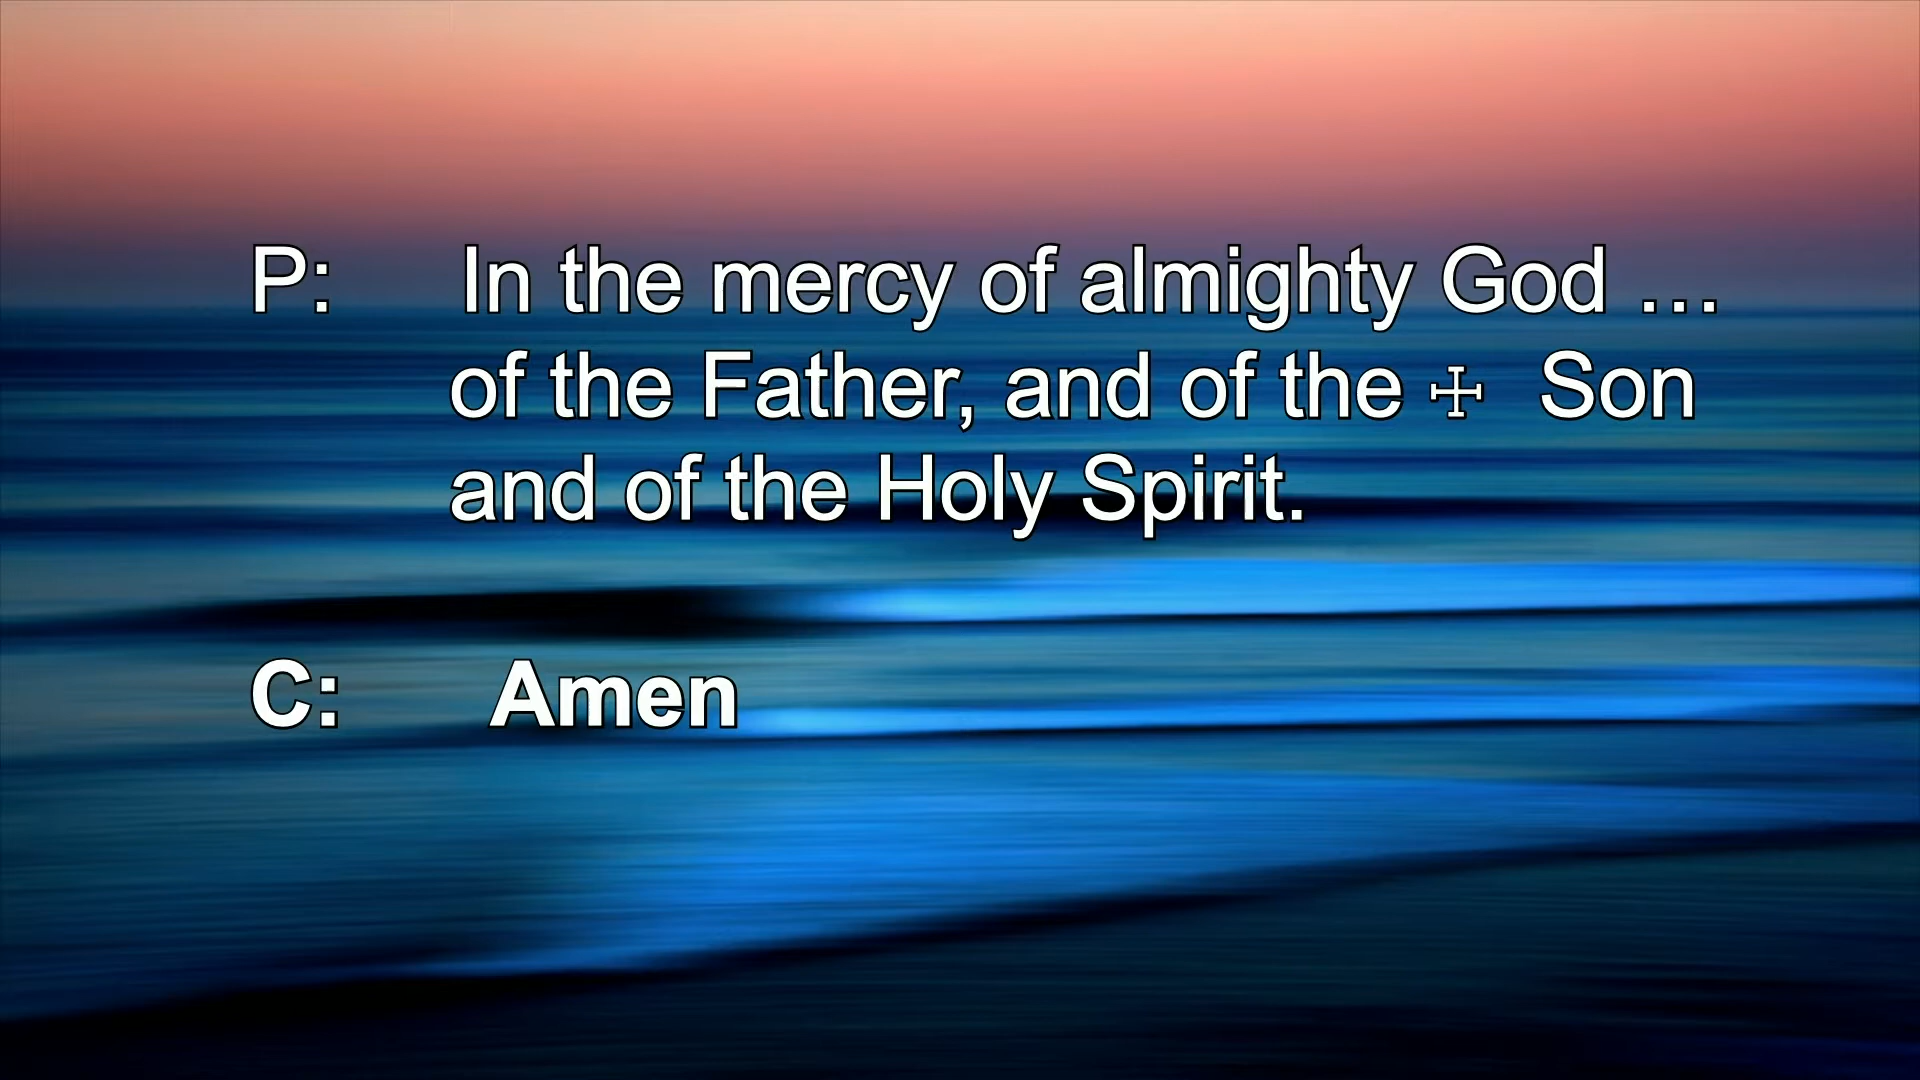 P: In the mercy of almighty God …
of the Father, and of the ☩ Son
and of the Holy Spirit.
C: Amen